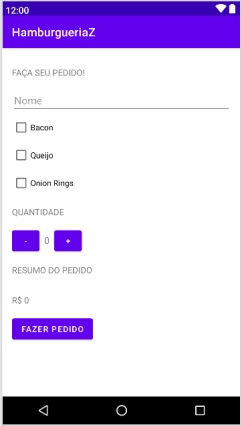 12:00
HamburgueriaZ
FAÇA SEU PEDIDO!
Nome
Bacon
Queijo
Onion Rings
QUANTIDADE
- 0 +
RESUMO DO PEDIDO
R$ 0
FAZER PEDIDO